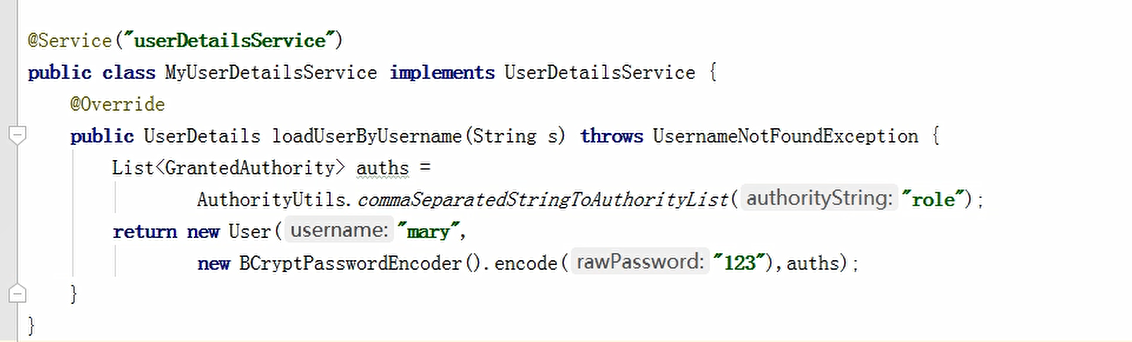 @Service("userDetailsService")
public class MyUserDetailsService implements UserDetailsService {
@Override
public UserDetails loadUserByUsername(String s) throws UsernameNotFoundException {
List<GrantedAuthority> auths =
AuthorityUtils.commaSeparatedStringToAuthorityList( authorityString: "role");
return new User( username: "mary",
new BCryptPasswordEncoder().encode( rawPassword: "123"),auths);
}
}